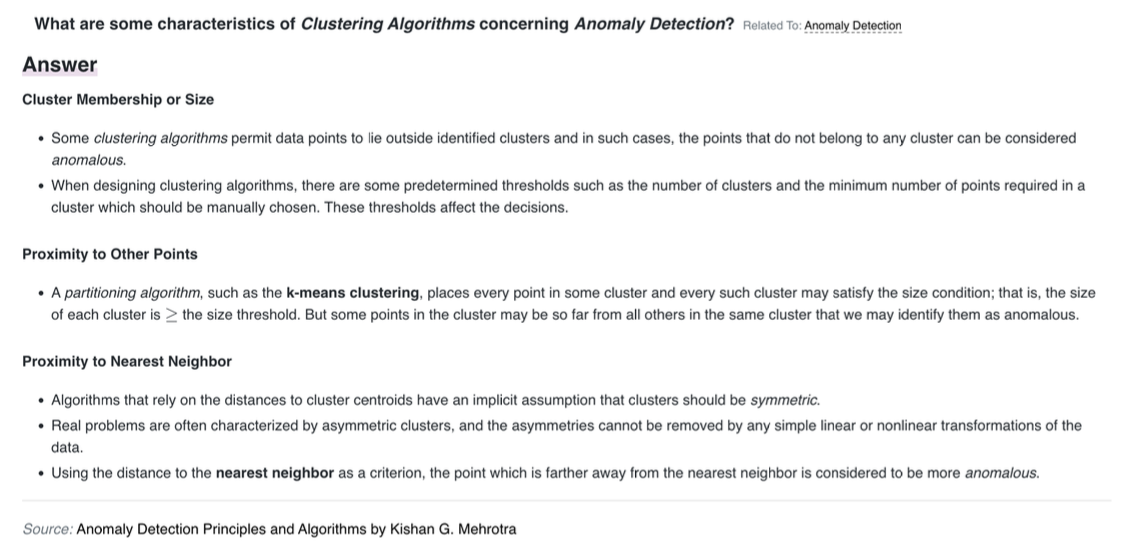 What are some characteristics of Clustering Algorithms concerning Anomaly Detection? Related To: Anomaly Detection
Answer
Cluster Membership or Size
• Some clustering algorithms permit data points to lie outside identified clusters and in such cases, the points that do not belong to any cluster can be considered
anomalous.
• When designing clustering algorithms, there are some predetermined thresholds such as the number of clusters and the minimum number of points required in a
cluster which should be manually chosen. These thresholds affect the decisions.
Proximity to Other Points
• A partitioning algorithm, such as the k-means clustering, places every point in some cluster and every such cluster may satisfy the size condition; that is, the size
of each cluster is ≥ the size threshold. But some points in the cluster may be so far from all others in the same cluster that we may identify them as anomalous.
Proximity to Nearest Neighbor
• Algorithms that rely on the distances to cluster centroids have an implicit assumption that clusters should be symmetric.
• Real problems are often characterized by asymmetric clusters, and the asymmetries cannot be removed by any simple linear or nonlinear transformations of the
data.
• Using the distance to the nearest neighbor as a criterion, the point which is farther away from the nearest neighbor is considered to be more anomalous.
Source: Anomaly Detection Principles and Algorithms by Kishan G. Mehrotra